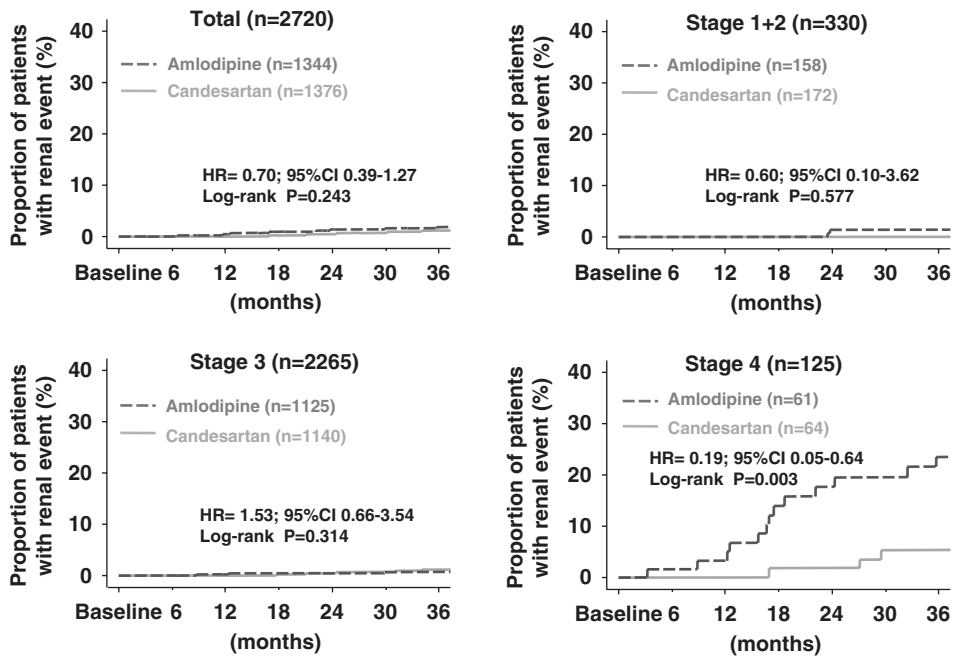 Total (n=2720)
Proportion of patients
with renal event (%)
40
30
20
10
0
Amlodipine (n=1344)
Candesartan (n=1376)
HR= 0.70; 95%CI 0.39-1.27
Log-rank P=0.243
Baseline 6 12 18 24 30 36
(months)
Stage 1+2 (n=330)
Proportion of patients
with renal event (%)
40
30
20
10
0
Amlodipine (n=158)
Candesartan (n=172)
HR= 0.60; 95%CI 0.10-3.62
Log-rank P=0.577
Baseline 6 12 18 24 30 36
(months)
Stage 3 (n=2265)
Proportion of patients
with renal event (%)
40
30
20
10
0
Amlodipine (n=1125)
Candesartan (n=1140)
HR= 1.53; 95%CI 0.66-3.54
Log-rank P=0.314
Baseline 6 12 18 24 30 36
(months)
Stage 4 (n=125)
Proportion of patients
with renal event (%)
40
30
20
10
0
Amlodipine (n=61)
Candesartan (n=64)
HR= 0.19; 95%CI 0.05-0.64
Log-rank P=0.003
Baseline 6 12 18 24 30 36
(months)